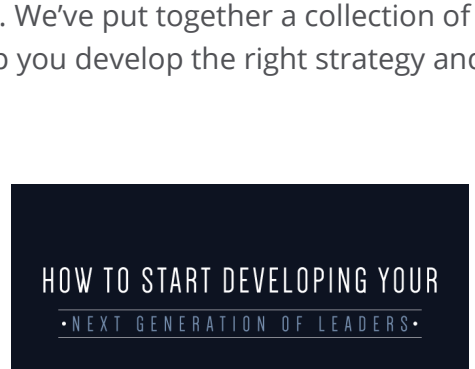 . We’ve put together a collection of
you develop the right strategy and
HOW TO START DEVELOPING YOUR
•NEXT GENERATION OF LEADERS•